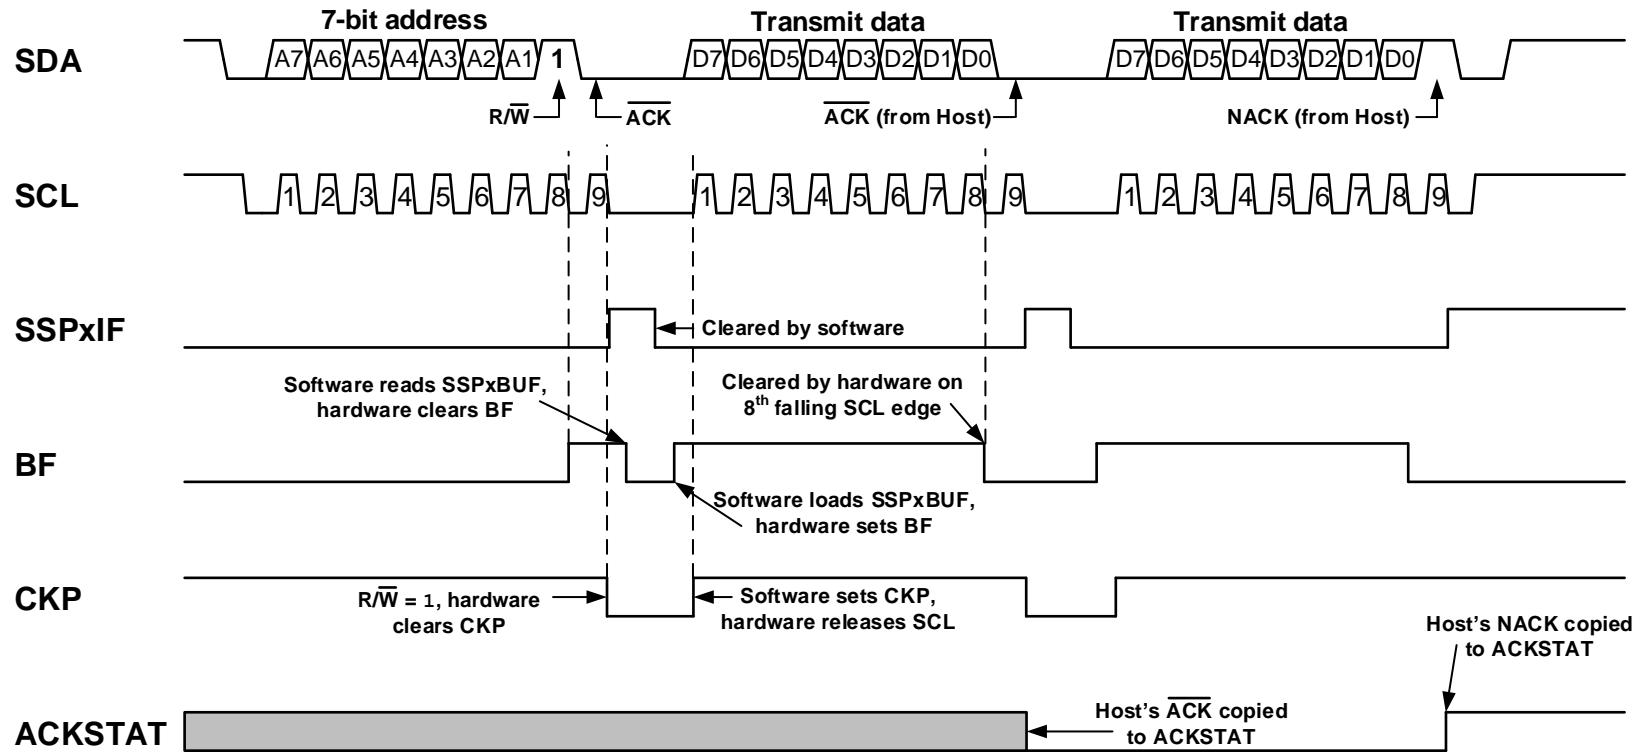 7-bit address
Transmit data
Transmit data
SDA
A7 A6 A5 A4 A3 A2 A1 1
D7 D6 D5 D4 D3 D2 D1 D0
D7 D6 D5 D4 D3 D2 D1 D0
R/W̅
A̅C̅K̅
A̅C̅K̅ (from Host)
NACK (from Host)
SCL
1 2 3 4 5 6 7 8 9
1 2 3 4 5 6 7 8 9
1 2 3 4 5 6 7 8 9
SSPxIF
Cleared by software
Software reads SSPxBUF,
hardware clears BF
Cleared by hardware on
8th falling SCL edge
BF
Software loads SSPxBUF,
hardware sets BF
CKP
R/W̅ = 1, hardware
clears CKP
Software sets CKP,
hardware releases SCL
Host's NACK copied
to ACKSTAT
ACKSTAT
Host's A̅C̅K̅ copied
to ACKSTAT